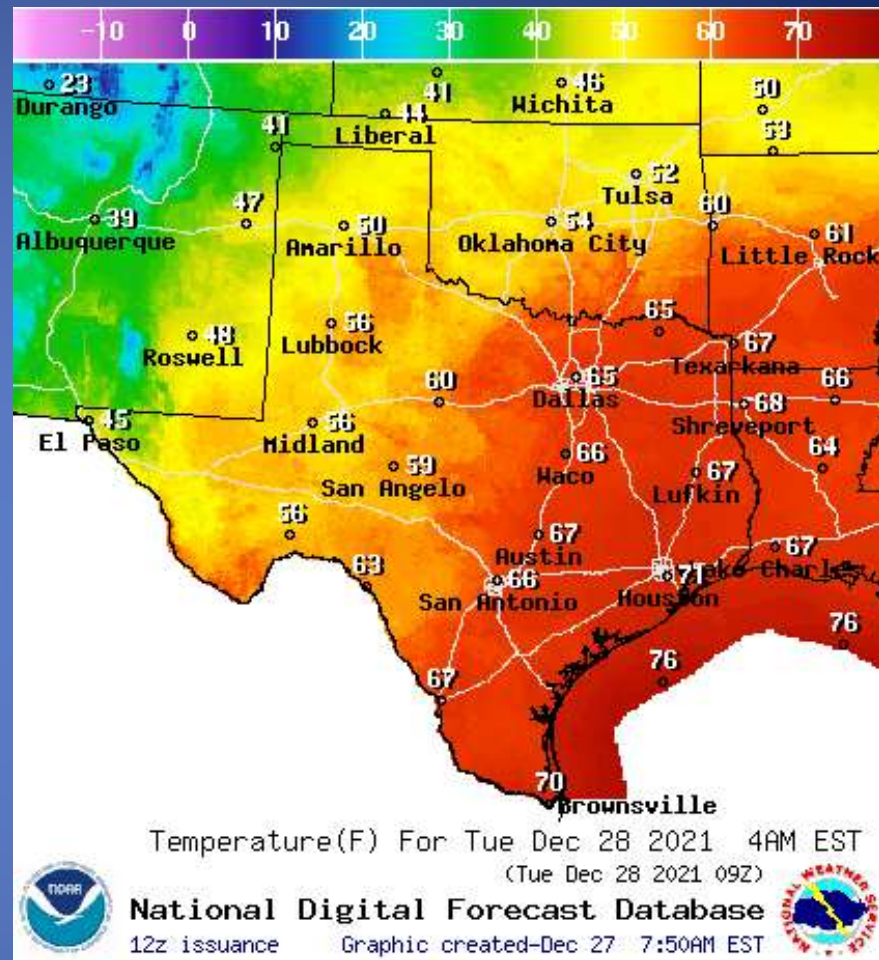 -10 0 10 20 30 40 50 60 70
23
Durango
41
Wichita 46
50
Liberal 44
41
53
Tulsa 52
39
Albuquerque
47
Amarillo 50
Oklahoma City 54
60
61
Little Rock
48
Roswell
56
Lubbock
65
67
Texarkana
60
65
Dallas
68
Shreveport
66
45
El Paso
56
Midland
59
San Angelo
66
Waco
67
Lufkin
64
56
63
67
Austin
66
San Antonio
71
Houston
67
Lake Charles
67
76
76
70
Brownsville
Temperature(F) For Tue Dec 28 2021 4AM EST
(Tue Dec 28 2021 09Z)
National Digital Forecast Database
12z issuance Graphic created-Dec 27 7:50AM EST
NOAA
NATIONAL WEATHER SERVICE